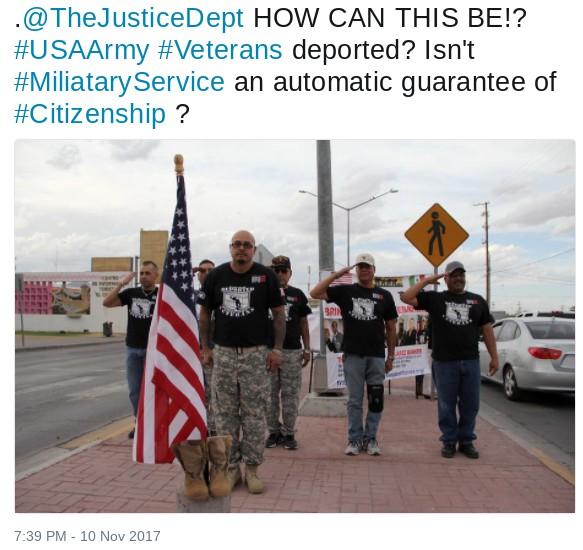 .@TheJusticeDept HOW CAN THIS BE!?
#USAArmy #Veterans deported? Isn't
#MiliataryService an automatic guarantee of
#Citizenship ?
DEPORTED
7:39 PM - 10 Nov 2017